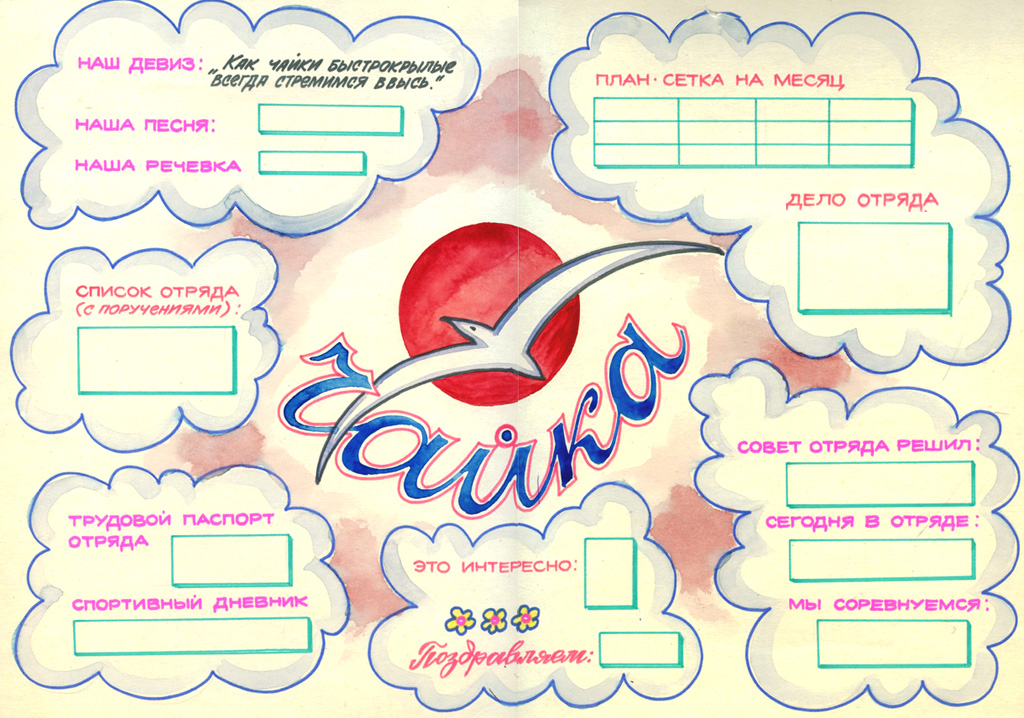 НАШ ДЕВИЗ: „Как чайки быстрокрылые
всегда стремимся ввысь."
НАША ПЕСНЯ:
НАША РЕЧЕВКА
ПЛАН·СЕТКА НА МЕСЯЦ
ДЕЛО ОТРЯДА
СПИСОК ОТРЯДА
(с поручениями):
Чайка
СОВЕТ ОТРЯДА РЕШИЛ:
СЕГОДНЯ В ОТРЯДЕ:
МЫ СОРЕВНУЕМСЯ:
ТРУДОВОЙ ПАСПОРТ
ОТРЯДА
СПОРТИВНЫЙ ДНЕВНИК
ЭТО ИНТЕРЕСНО:
Поздравляем: